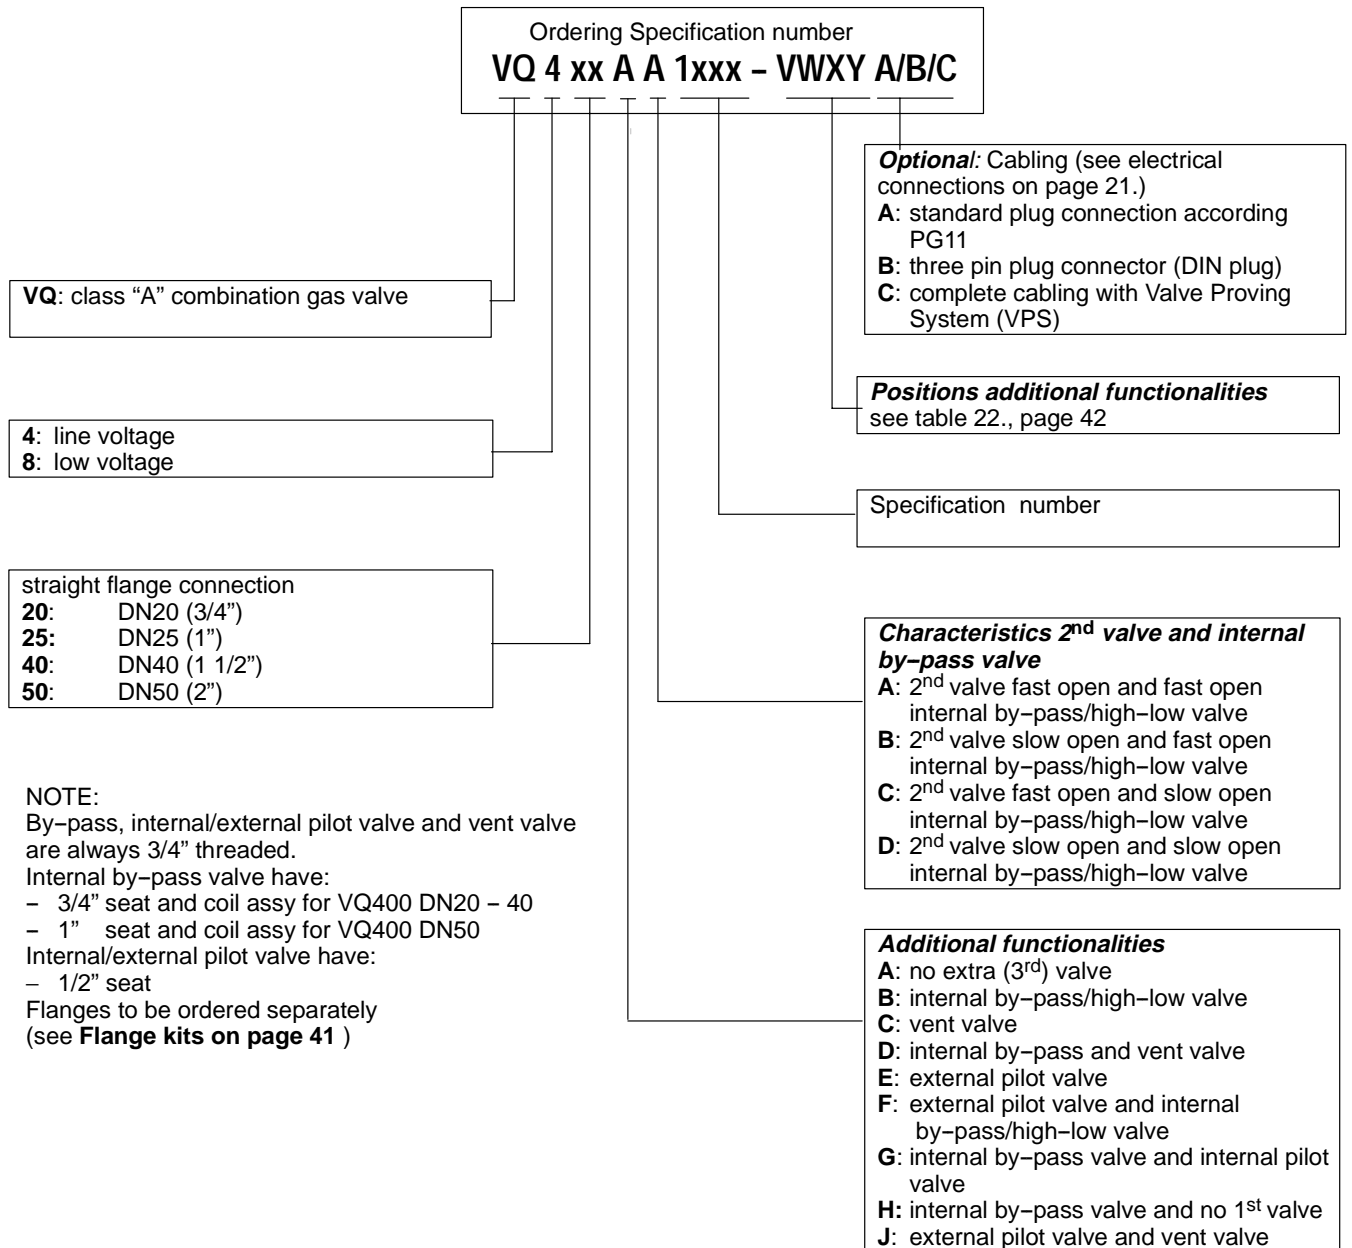 Ordering Specification number
VQ 4 xx A A 1xxx – VWXY A/B/C
Optional: Cabling (see electrical
connections on page 21.)
A: standard plug connection according
PG11
B: three pin plug connector (DIN plug)
C: complete cabling with Valve Proving
System (VPS)
VQ: class “A” combination gas valve
Positions additional functionalities
see table 22., page 42
4: line voltage
8: low voltage
Specification number
straight flange connection
20: DN20 (3/4”)
25: DN25 (1”)
40: DN40 (1 1/2”)
50: DN50 (2”)
Characteristics 2nd valve and internal
by–pass valve
A: 2nd valve fast open and fast open
internal by–pass/high–low valve
B: 2nd valve slow open and fast open
internal by–pass/high–low valve
C: 2nd valve fast open and slow open
internal by–pass/high–low valve
D: 2nd valve slow open and slow open
internal by–pass/high–low valve
NOTE:
By–pass, internal/external pilot valve and vent valve
are always 3/4” threaded.
Internal by–pass valve have:
– 3/4” seat and coil assy for VQ400 DN20 – 40
– 1” seat and coil assy for VQ400 DN50
Internal/external pilot valve have:
– 1/2” seat
Flanges to be ordered separately
(see Flange kits on page 41 )
Additional functionalities
A: no extra (3rd) valve
B: internal by–pass/high–low valve
C: vent valve
D: internal by–pass and vent valve
E: external pilot valve
F: external pilot valve and internal
by–pass/high–low valve
G: internal by–pass valve and internal pilot
valve
H: internal by–pass valve and no 1st valve
J: external pilot valve and vent valve